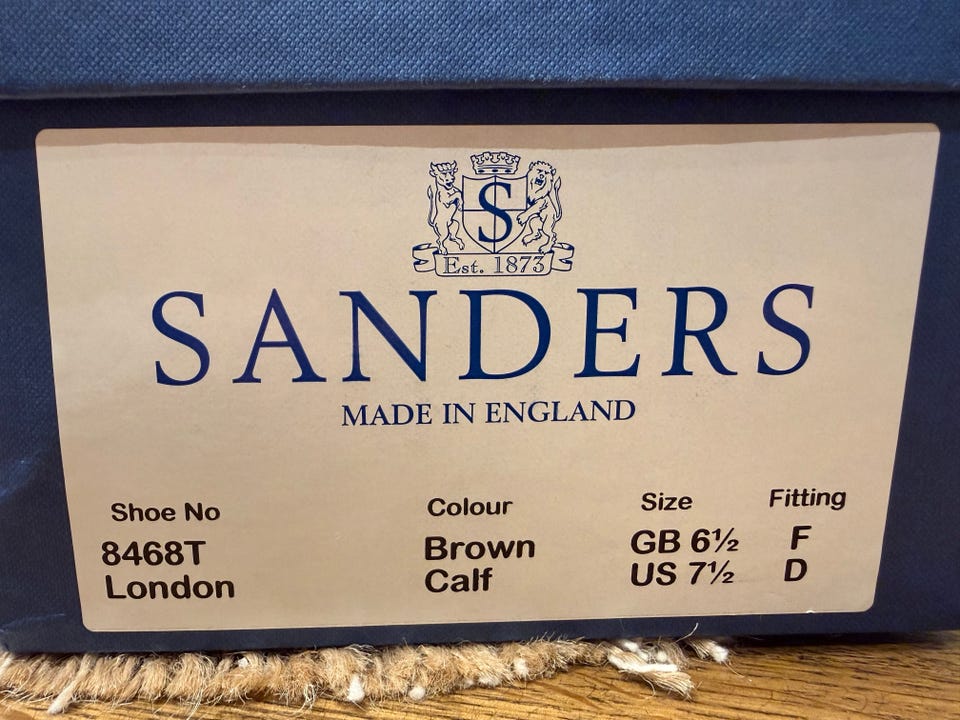 S
Est. 1873
SANDERS
MADE IN ENGLAND
Shoe No Colour Size Fitting
8468T Brown GB 6½ F
London Calf US 7½ D